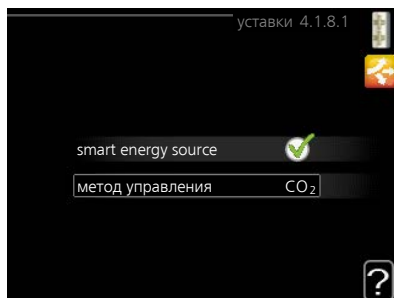 уставки 4.1.8.1
smart energy source
метод управления CO₂
?